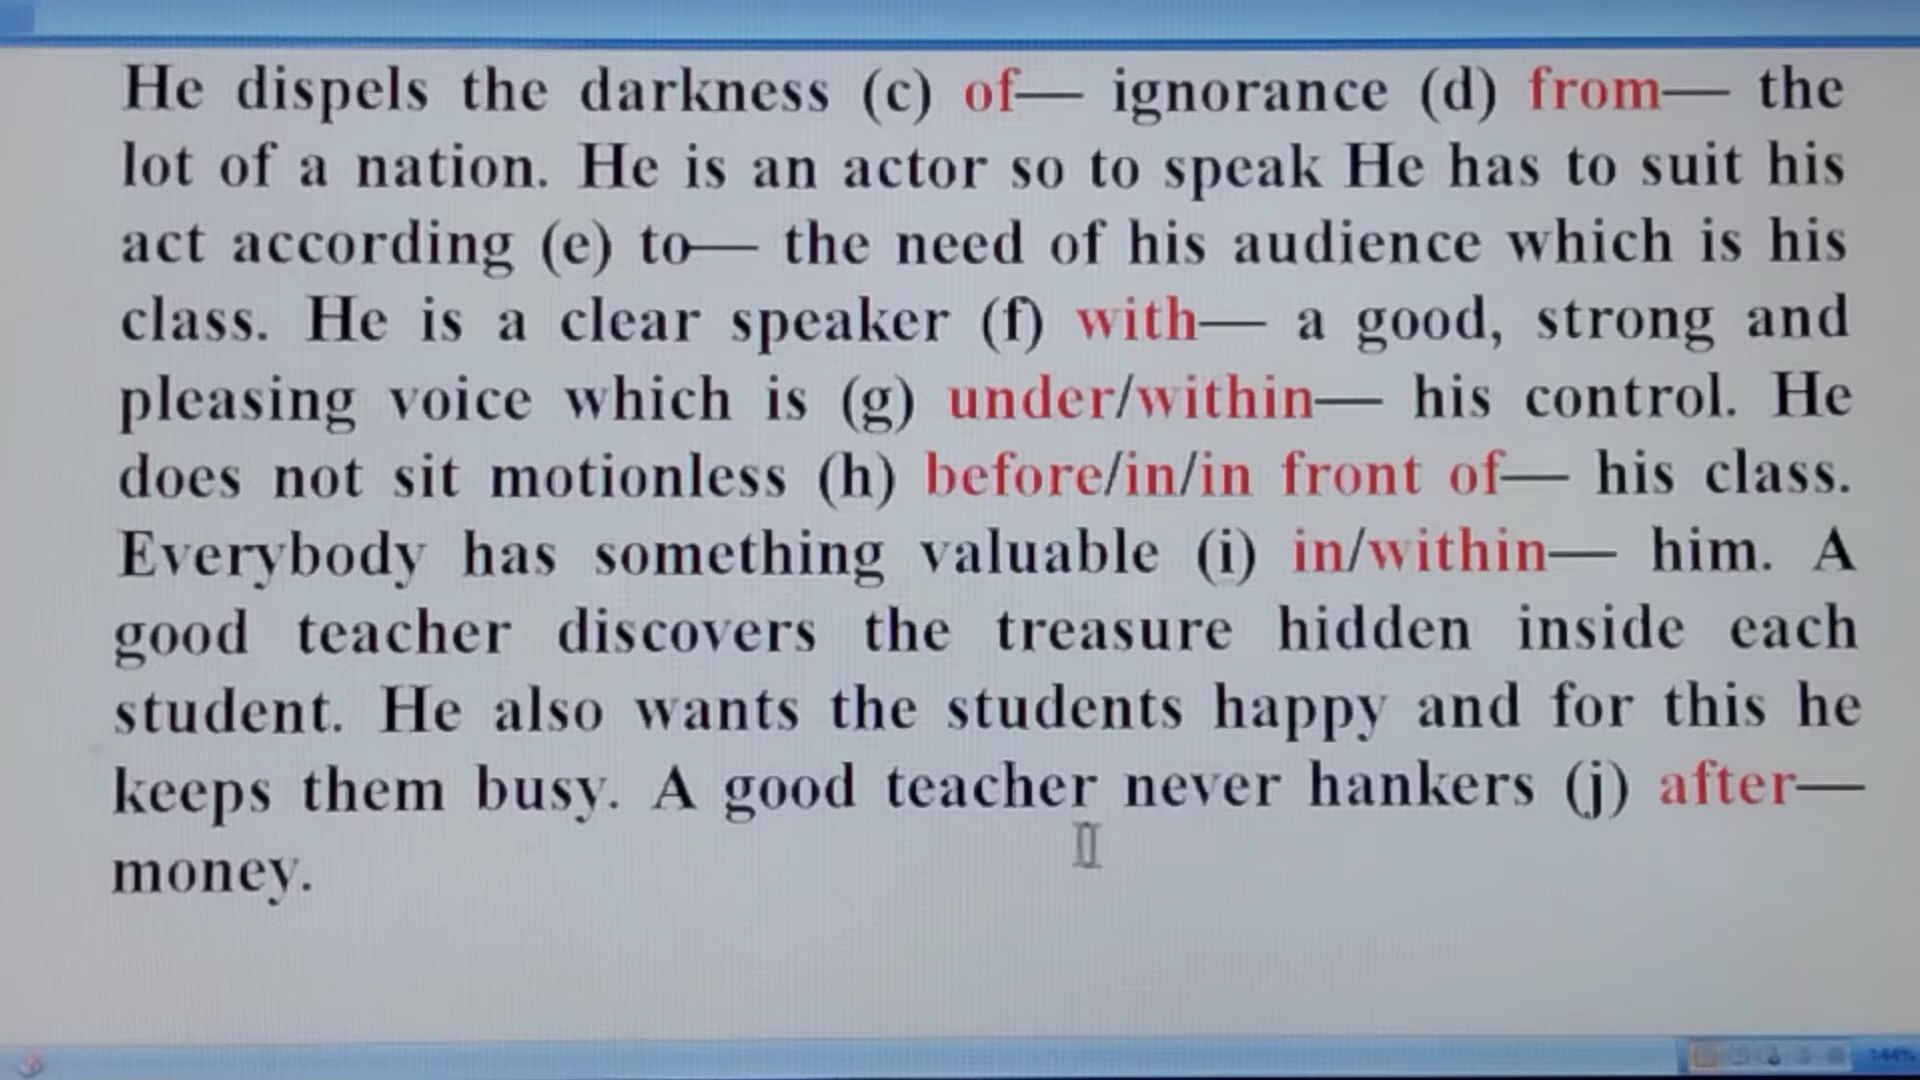 He dispels the darkness (c) of— ignorance (d) from— the
lot of a nation. He is an actor so to speak He has to suit his
act according (e) to— the need of his audience which is his
class. He is a clear speaker (f) with— a good, strong and
pleasing voice which is (g) under/within— his control. He
does not sit motionless (h) before/in/in front of— his class.
Everybody has something valuable (i) in/within— him. A
good teacher discovers the treasure hidden inside each
student. He also wants the students happy and for this he
keeps them busy. A good teacher never hankers (j) after—
money.